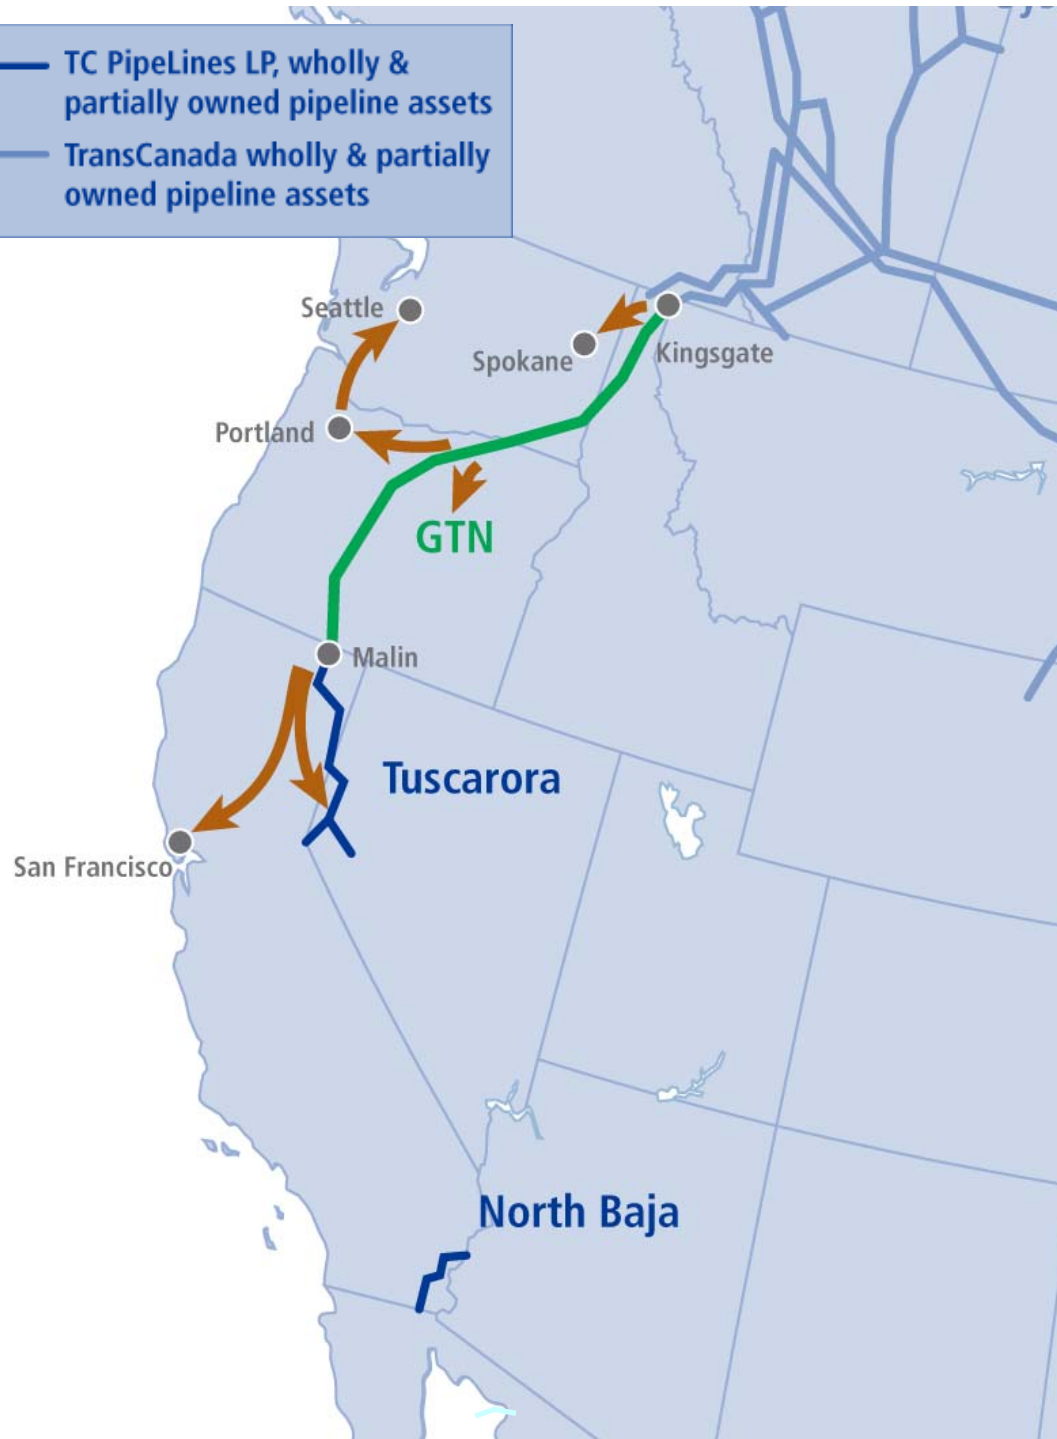 TC PipeLines LP, wholly &
partially owned pipeline assets
TransCanada wholly & partially
owned pipeline assets
Seattle
Spokane
Kingsgate
Portland
GTN
Malin
Tuscarora
San Francisco
North Baja